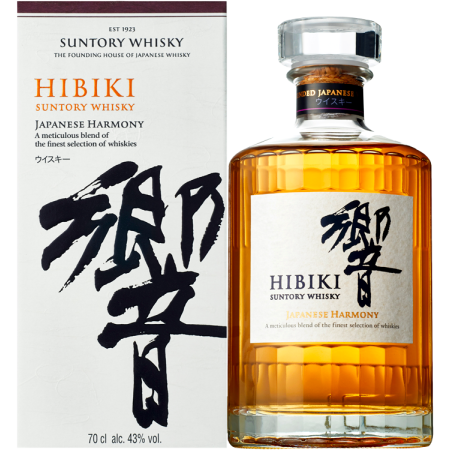 EST 1923
SUNTORY WHISKY
THE FOUNDING HOUSE OF JAPANESE WHISKY
HIBIKI
SUNTORY WHISKY
JAPANESE HARMONY
A meticulous blend of
the finest selection of whiskies
ウイスキー
響
70 cl alc. 43% vol.
JAPANESE
ウイスキー
響
HIBIKI
SUNTORY WHISKY
JAPANESE HARMONY
A meticulous blend of the finest selection of whiskies